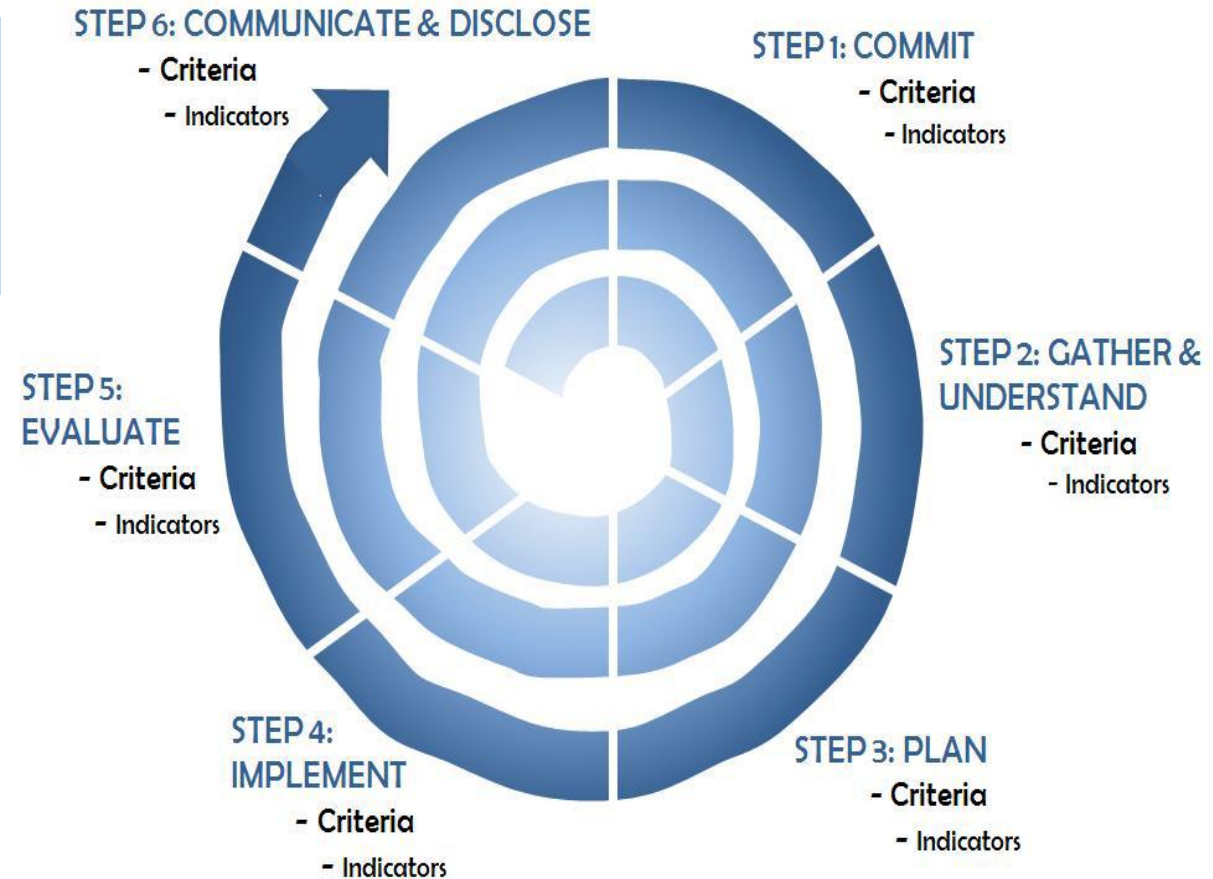 STEP 6: COMMUNICATE & DISCLOSE
- Criteria
- Indicators
STEP 1: COMMIT
- Criteria
- Indicators
STEP 2: GATHER &
UNDERSTAND
- Criteria
- Indicators
STEP 3: PLAN
- Criteria
- Indicators
STEP 4:
IMPLEMENT
- Criteria
- Indicators
STEP 5:
EVALUATE
- Criteria
- Indicators